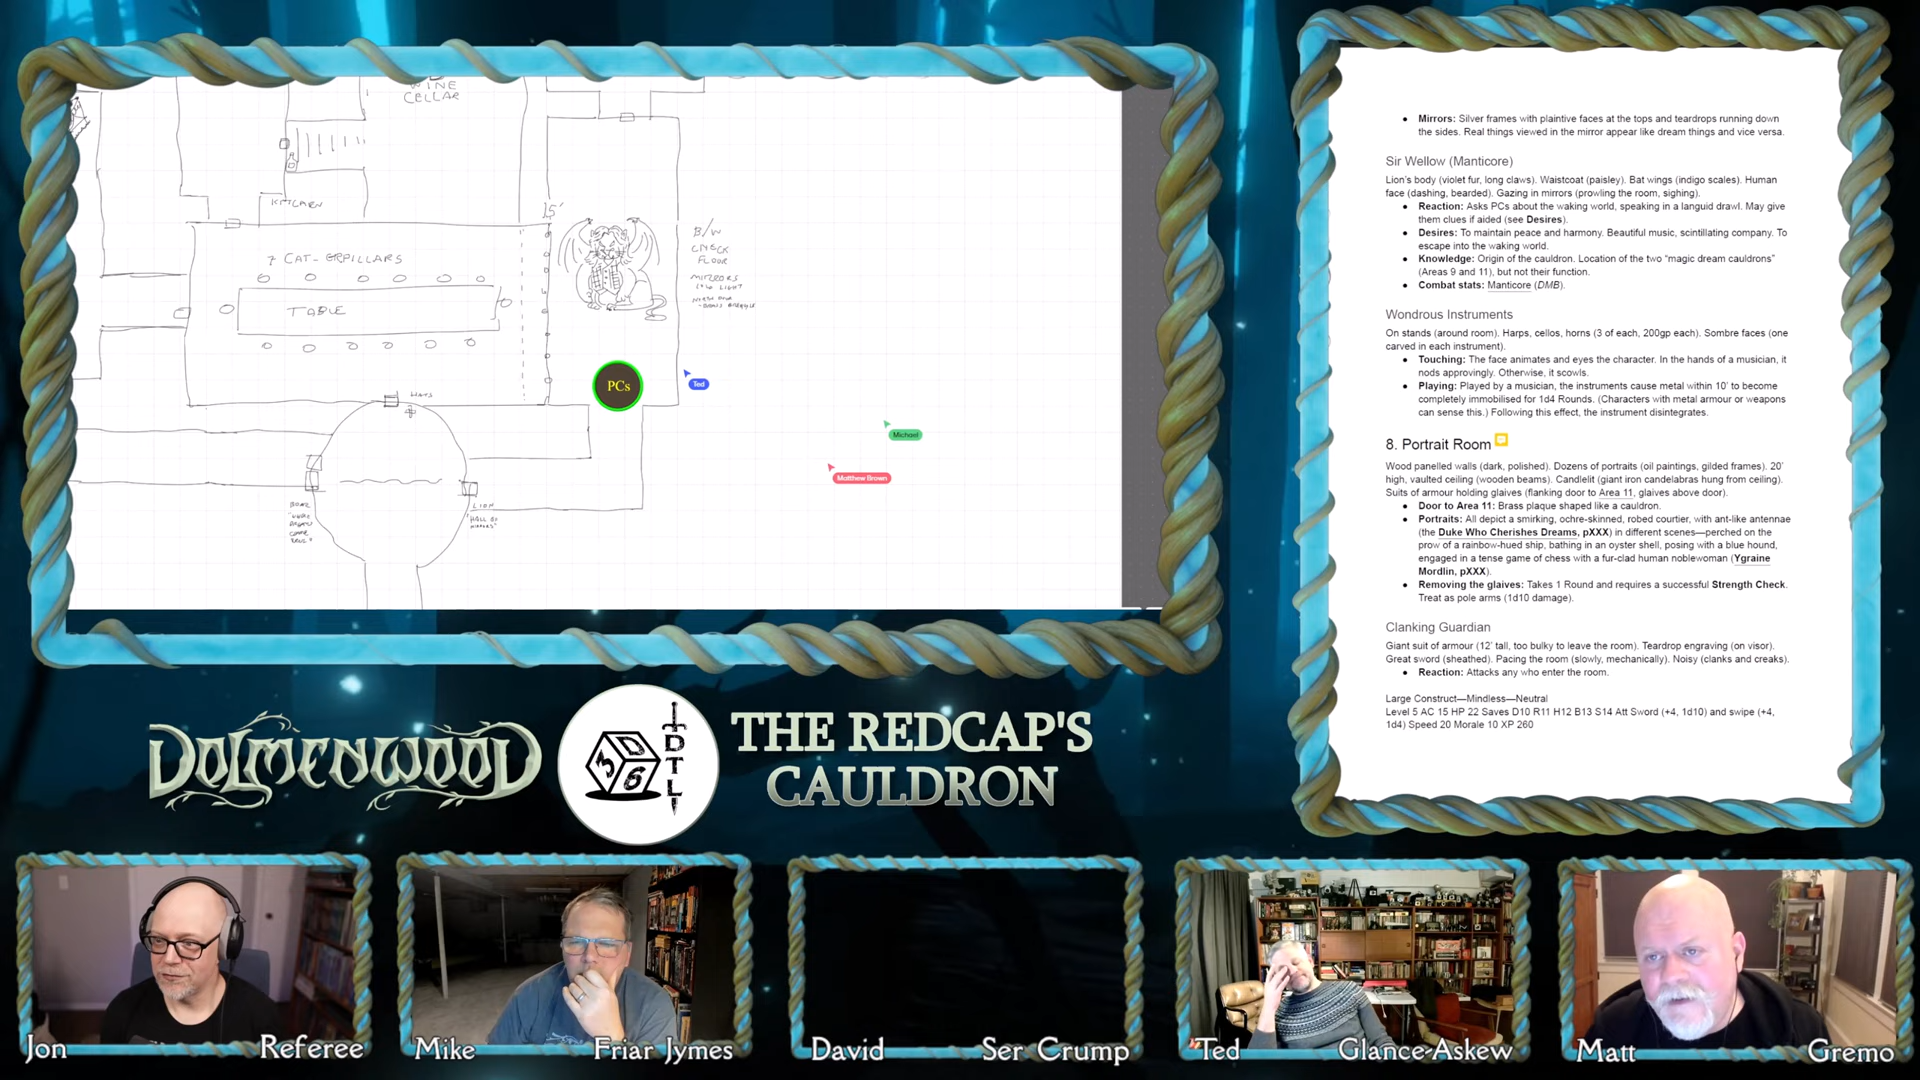 WINE
CELLAR
KITCHEN
15'
7 CAT-ERPILLARS
TABLE
B/W
CHECK
FLOOR
MIRRORS
LOW LIGHT
PCs
Ted
Michael
Matthew Brown
HATS
LION
"HALL OF
MIRRORS"
• Mirrors: Silver frames with plaintive faces at the tops and teardrops running down
the sides. Real things viewed in the mirror appear like dream things and vice versa.
Sir Wellow (Manticore)
Lion's body (violet fur, long claws). Waistcoat (paisley). Bat wings (indigo scales). Human
face (dashing, bearded). Gazing in mirrors (prowling the room, sighing).
• Reaction: Asks PCs about the waking world, speaking in a languid drawl. May give
them clues if aided (see Desires).
• Desires: To maintain peace and harmony. Beautiful music, scintillating company. To
escape into the waking world.
• Knowledge: Origin of the cauldron. Location of the two "magic dream cauldrons"
(Areas 9 and 11), but not their function.
• Combat stats: Manticore (DMB).
Wondrous Instruments
On stands (around room). Harps, cellos, horns (3 of each, 200gp each). Sombre faces (one
carved in each instrument).
• Touching: The face animates and eyes the character. In the hands of a musician, it
nods approvingly. Otherwise, it scowls.
• Playing: Played by a musician, the instruments cause metal within 10' to become
completely immobilised for 1d4 Rounds. (Characters with metal armour or weapons
can sense this.) Following this effect, the instrument disintegrates.
8. Portrait Room
Wood panelled walls (dark, polished). Dozens of portraits (oil paintings, gilded frames). 20'
high, vaulted ceiling (wooden beams). Candlelit (giant iron candelabras hung from ceiling).
Suits of armour holding glaives (flanking door to Area 11, glaives above door).
• Door to Area 11: Brass plaque shaped like a cauldron.
• Portraits: All depict a smirking, ochre-skinned, robed courtier, with ant-like antennae
(the Duke Who Cherishes Dreams, pXXX) in different scenes—perched on the
prow of a rainbow-hued ship, bathing in an oyster shell, posing with a blue hound,
engaged in a tense game of chess with a fur-clad human noblewoman (Ygraine
Mordlin, pXXX).
• Removing the glaives: Takes 1 Round and requires a successful Strength Check.
Treat as pole arms (1d10 damage).
Clanking Guardian
Giant suit of armour (12' tall, too bulky to leave the room). Teardrop engraving (on visor).
Great sword (sheathed). Pacing the room (slowly, mechanically). Noisy (clanks and creaks).
• Reaction: Attacks any who enter the room.
Large Construct—Mindless—Neutral
Level 5 AC 15 HP 22 Saves D10 R11 H12 B13 S14 Att Sword (+4, 1d10) and swipe (+4,
1d4) Speed 20 Morale 10 XP 260
DOLMENWOOD
3D6
DTL
THE REDCAP'S
CAULDRON
Jon Referee
Mike Friar Jymes
David Ser Crump
Ted Glance-Askew
Matt Gremo